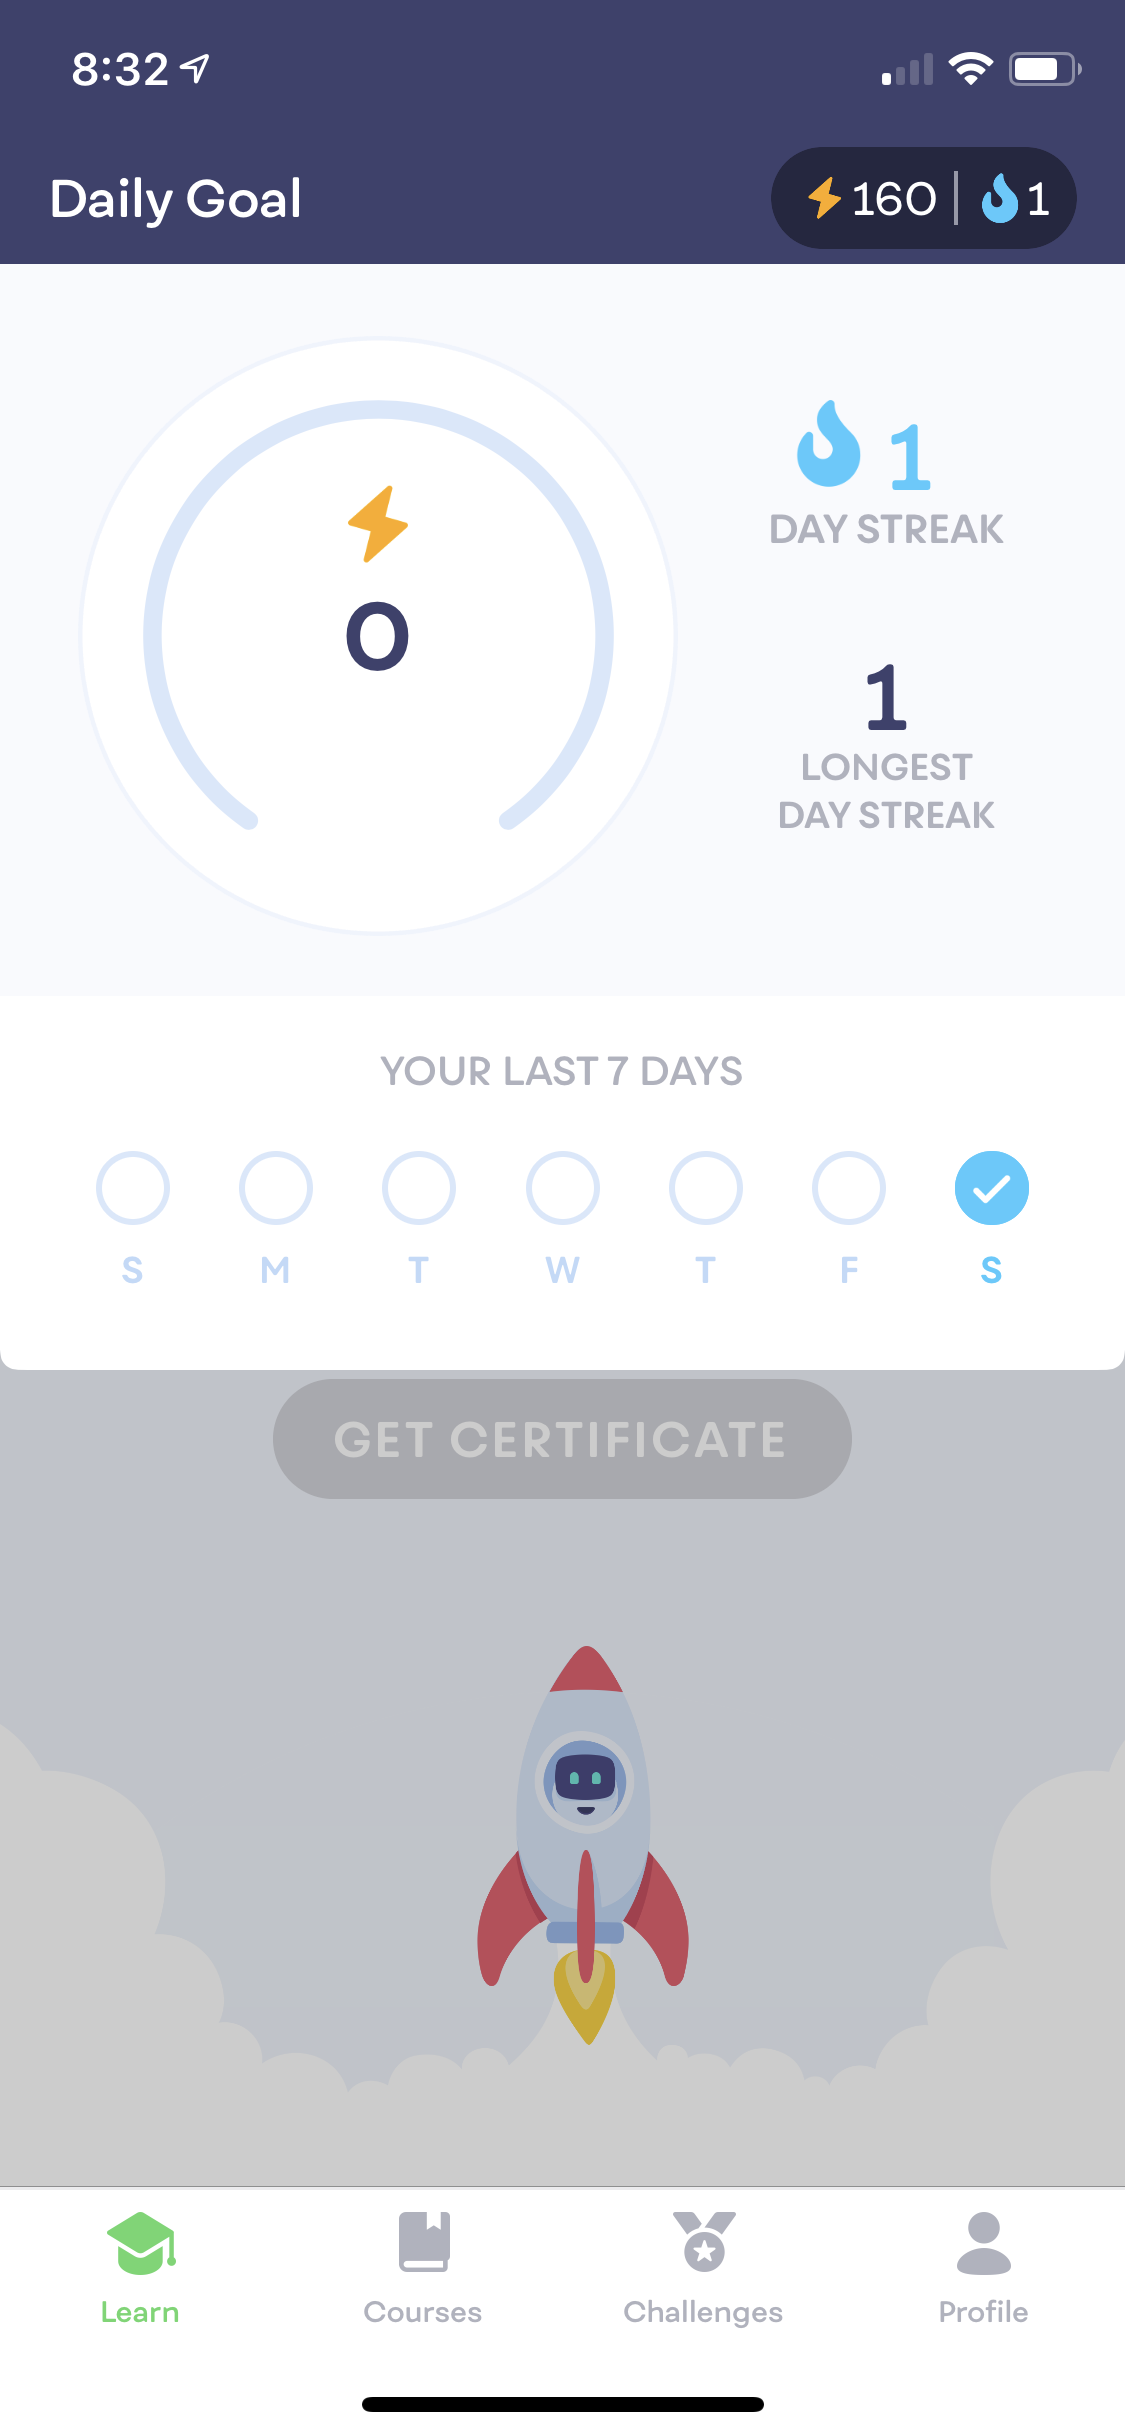 8:32
Daily Goal
160 | 1
0
1
DAY STREAK
1
LONGEST
DAY STREAK
YOUR LAST 7 DAYS
S M T W T F S
GET CERTIFICATE
Learn Courses Challenges Profile